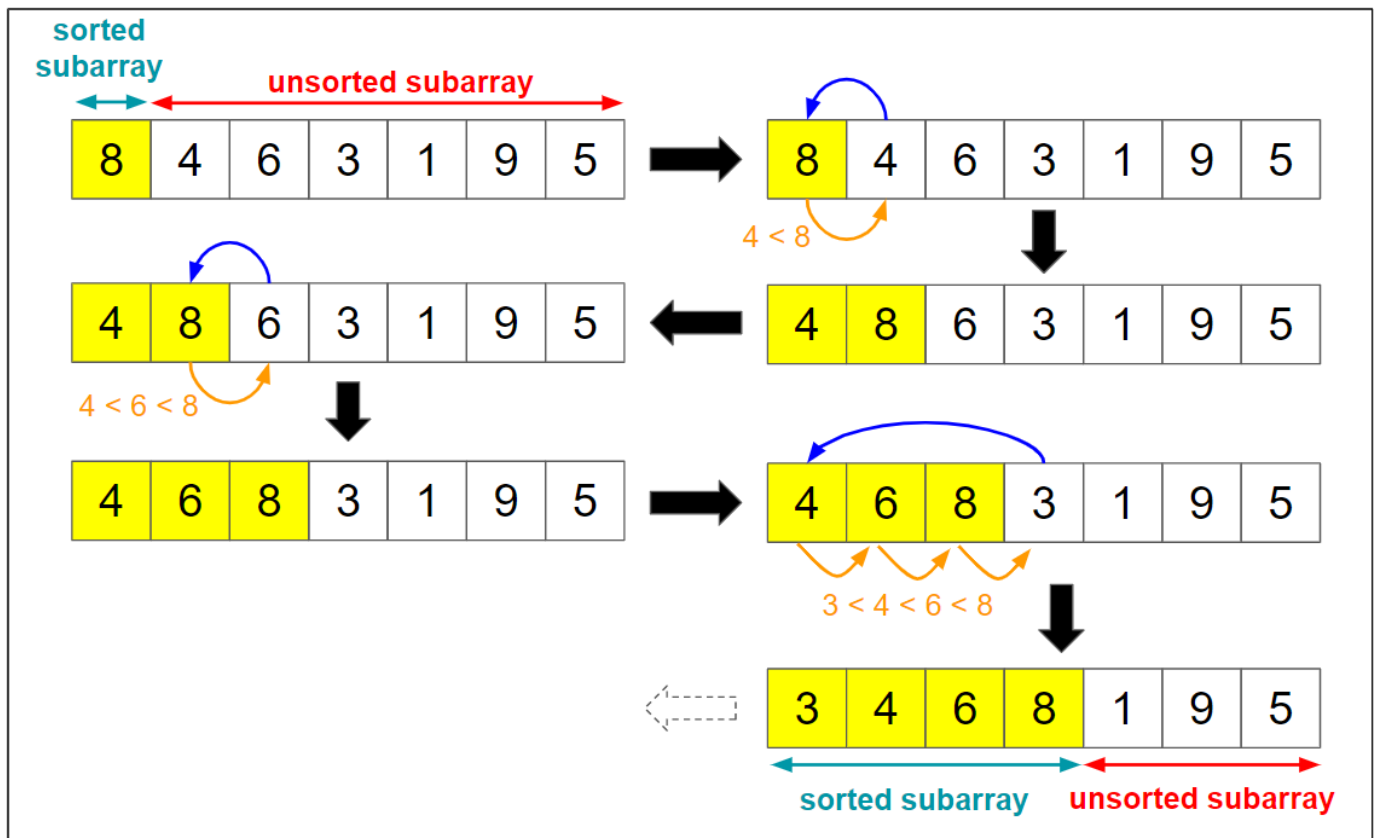 sorted
subarray
unsorted subarray
8 4 6 3 1 9 5
8 4 6 3 1 9 5
4 < 8
4 8 6 3 1 9 5
4 < 6 < 8
4 8 6 3 1 9 5
4 6 8 3 1 9 5
4 6 8 3 1 9 5
3 < 4 < 6 < 8
3 4 6 8 1 9 5
sorted subarray
unsorted subarray